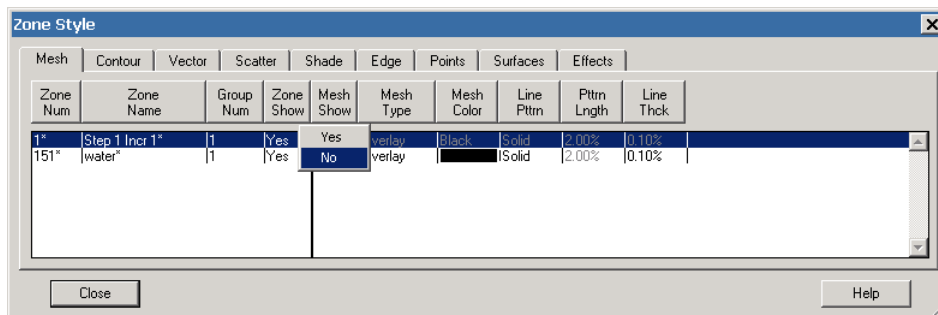 Zone Style
Mesh Contour Vector Scatter Shade Edge Points Surfaces Effects
Zone Num Zone Name Group Num Zone Show Mesh Show Mesh Type Mesh Color Line Pttrn Pttrn Lngth Line Thck
1* Step 1 Incr 1* 1 Yes Yes verlay Black Solid 2.00% 0.10%
151* water* 1 Yes No verlay Solid 2.00% 0.10%
Close Help